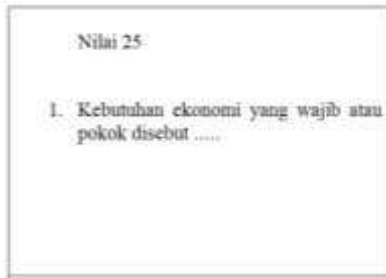 Nilai 25
1. Kebutuhan ekonomi yang wajib atau
pokok disebut .....